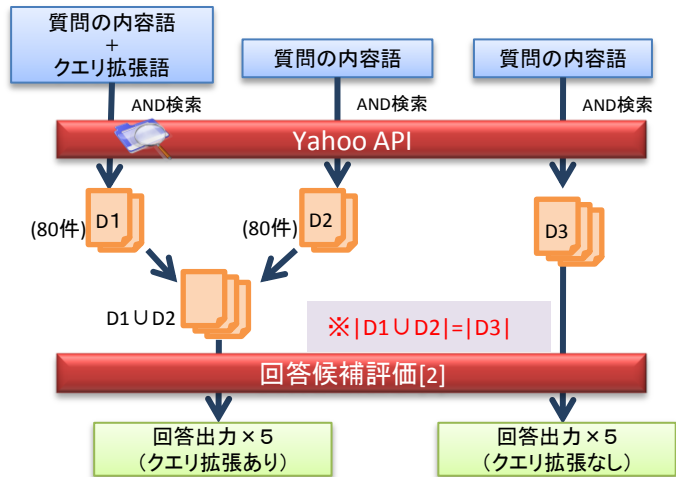 質問の内容語
+
クエリ拡張語
質問の内容語
質問の内容語
AND検索
AND検索
AND検索
Yahoo API
(80件)
D1
(80件)
D2
D3
D1∪D2
※|D1∪D2|=|D3|
回答候補評価[2]
回答出力×5
(クエリ拡張あり)
回答出力×5
(クエリ拡張なし)